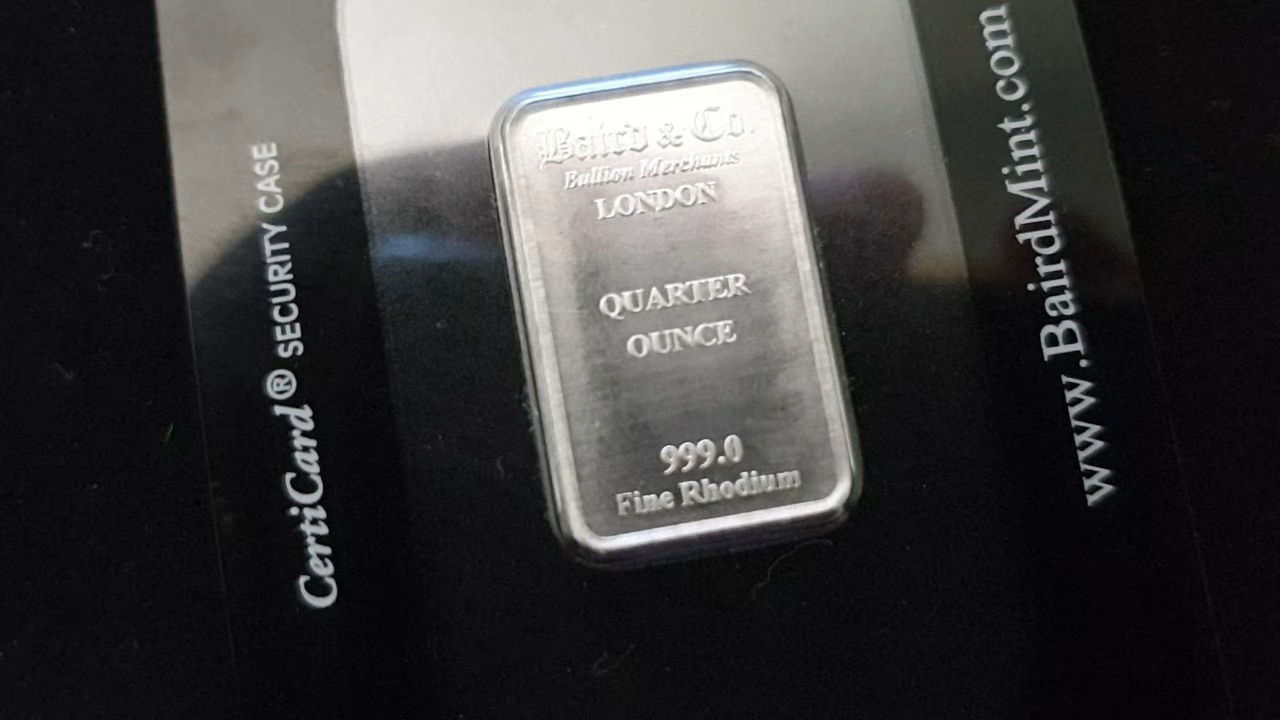 Baird & Co.
Bullion Merchants
LONDON
QUARTER
OUNCE
999.0
Fine Rhodium
CertiCard® SECURITY CASE
www.BairdMint.com